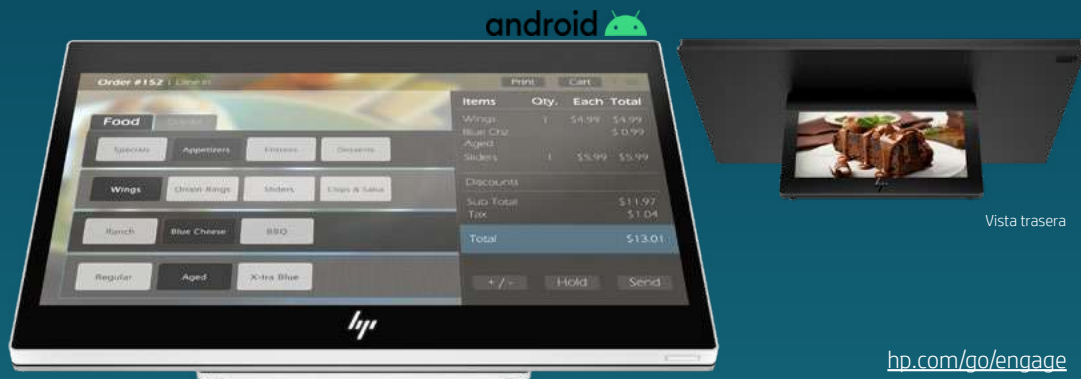 android
Order #152 | Dine-in
Print Cart
Food
Specials Appetizers Entrees Desserts
Wings Onion Rings Sliders Chips & Salsa
Ranch Blue Cheese BBQ
Regular Aged X-tra Blue
Items Qty. Each Total
Wings 1 $4.99 $4.99
Blue Chz $ 0.99
Aged
Sliders 1 $5.99 $5.99
Discounts
Sub Total $11.97
Tax $1.04
Total $13.01
+ / - Hold Send
hp
hp
Vista trasera
hp.com/go/engage